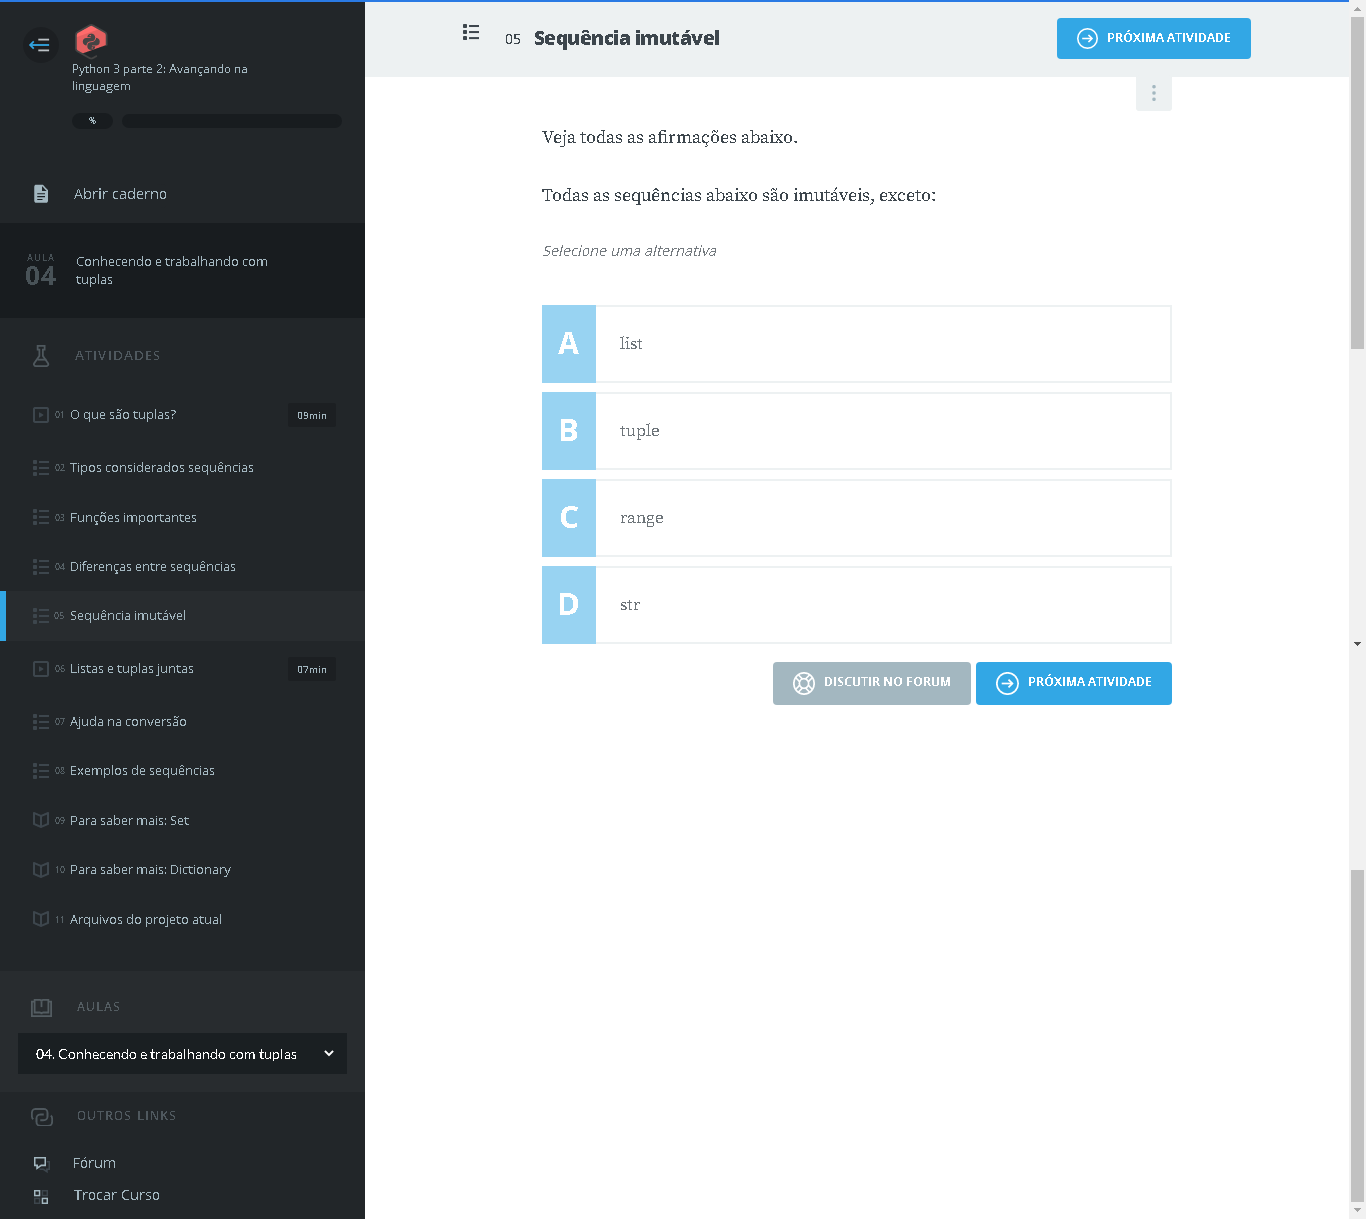 Python 3 parte 2: Avançando na
linguagem
%
Abrir caderno
AULA
04
Conhecendo e trabalhando com
tuplas
ATIVIDADES
01 O que são tuplas? 09min
02 Tipos considerados sequências
03 Funções importantes
04 Diferenças entre sequências
05 Sequência imutável
06 Listas e tuplas juntas 07min
07 Ajuda na conversão
08 Exemplos de sequências
09 Para saber mais: Set
10 Para saber mais: Dictionary
11 Arquivos do projeto atual
AULAS
04. Conhecendo e trabalhando com tuplas
OUTROS LINKS
Fórum
Trocar Curso
05 Sequência imutável
PRÓXIMA ATIVIDADE
Veja todas as afirmações abaixo.
Todas as sequências abaixo são imutáveis, exceto:
Selecione uma alternativa
A list
B tuple
C range
D str
DISCUTIR NO FORUM
PRÓXIMA ATIVIDADE